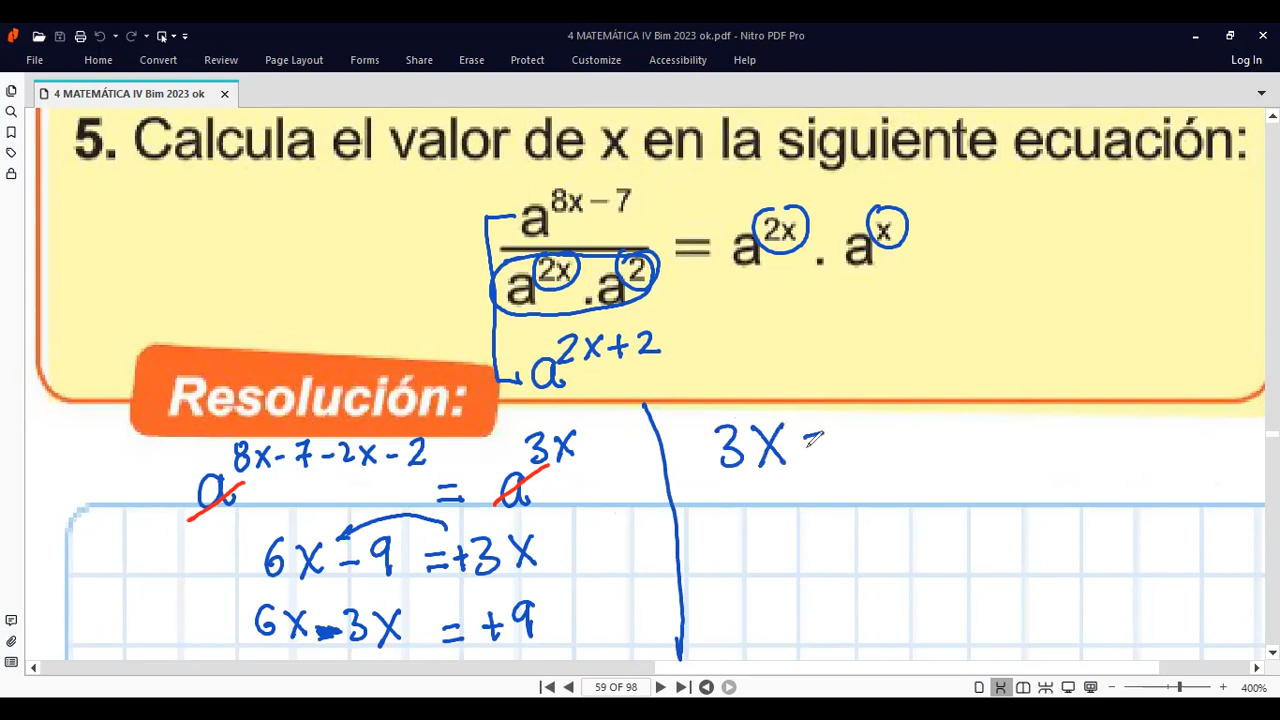 4 MATEMÁTICA IV Bim 2023 ok.pdf - Nitro PDF Pro
File Home Convert Review Page Layout Forms Share Erase Protect Customize Accessibility Help Log In
4 MATEMÁTICA IV Bim 2023 ok
5. Calcula el valor de x en la siguiente ecuación:
a^(8x – 7) / (a^(2x) . a^2) = a^(2x) . a^x
a^(2x+2)
Resolución:
a^(8x-7-2x-2) = a^(3x)
6x - 9 = +3x
6x - 3x = +9
3x =
59 OF 98
400%